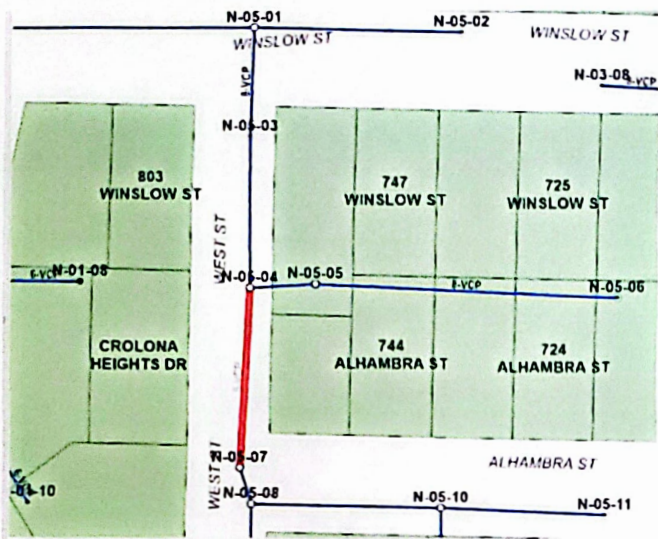 N-05-01
N-05-02
WINSLOW ST
WINSLOW ST
N-03-08
8-VCP
N-05-03
803
WINSLOW ST
747
WINSLOW ST
725
WINSLOW ST
WEST ST
6-VCP
N-01-08
N-05-04
N-05-05
8-VCP
N-05-06
CROLONA
HEIGHTS DR
744
ALHAMBRA ST
724
ALHAMBRA ST
WEST ST
N-05-07
ALHAMBRA ST
N-05-08
N-05-10
N-05-11